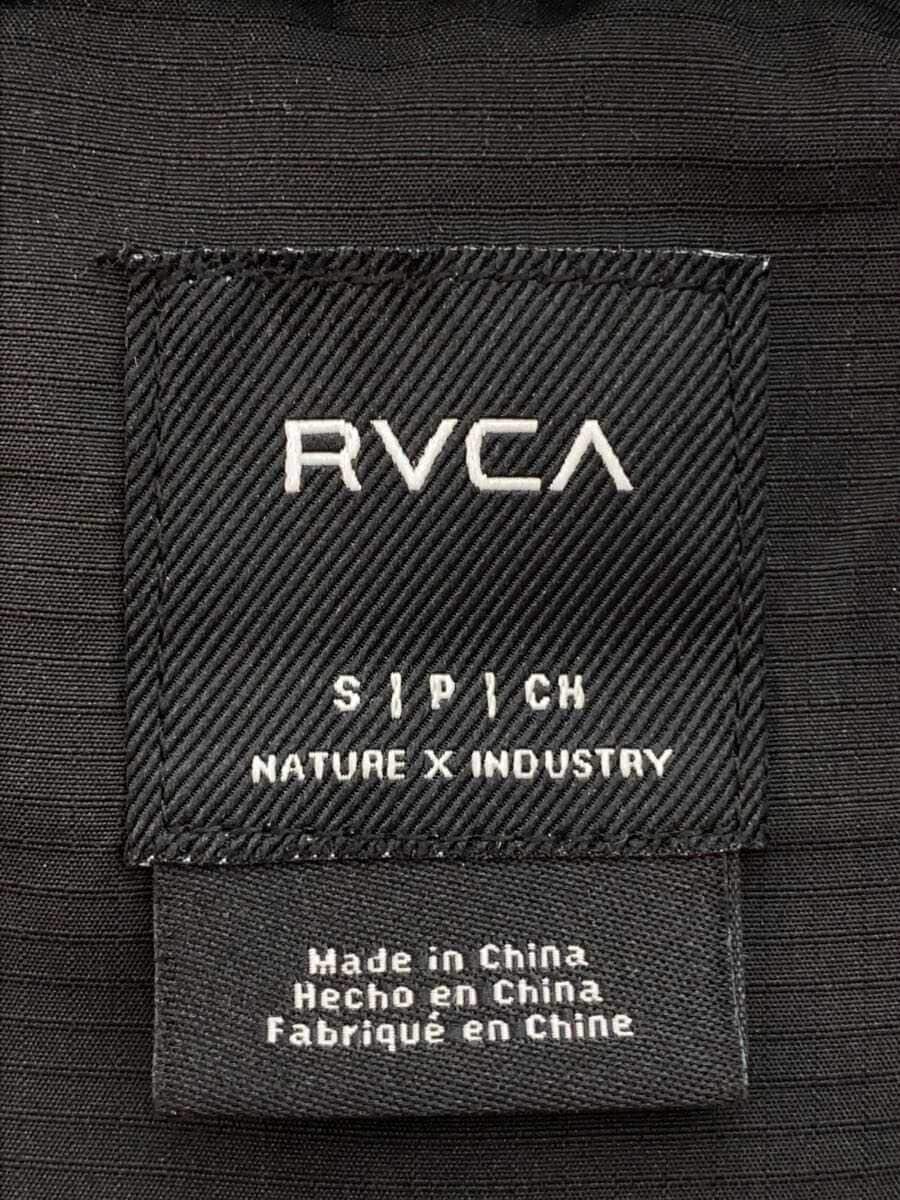 RVCA
S | P | CH
NATURE X INDUSTRY
Made in China
Hecho en China
Fabriqué en Chine